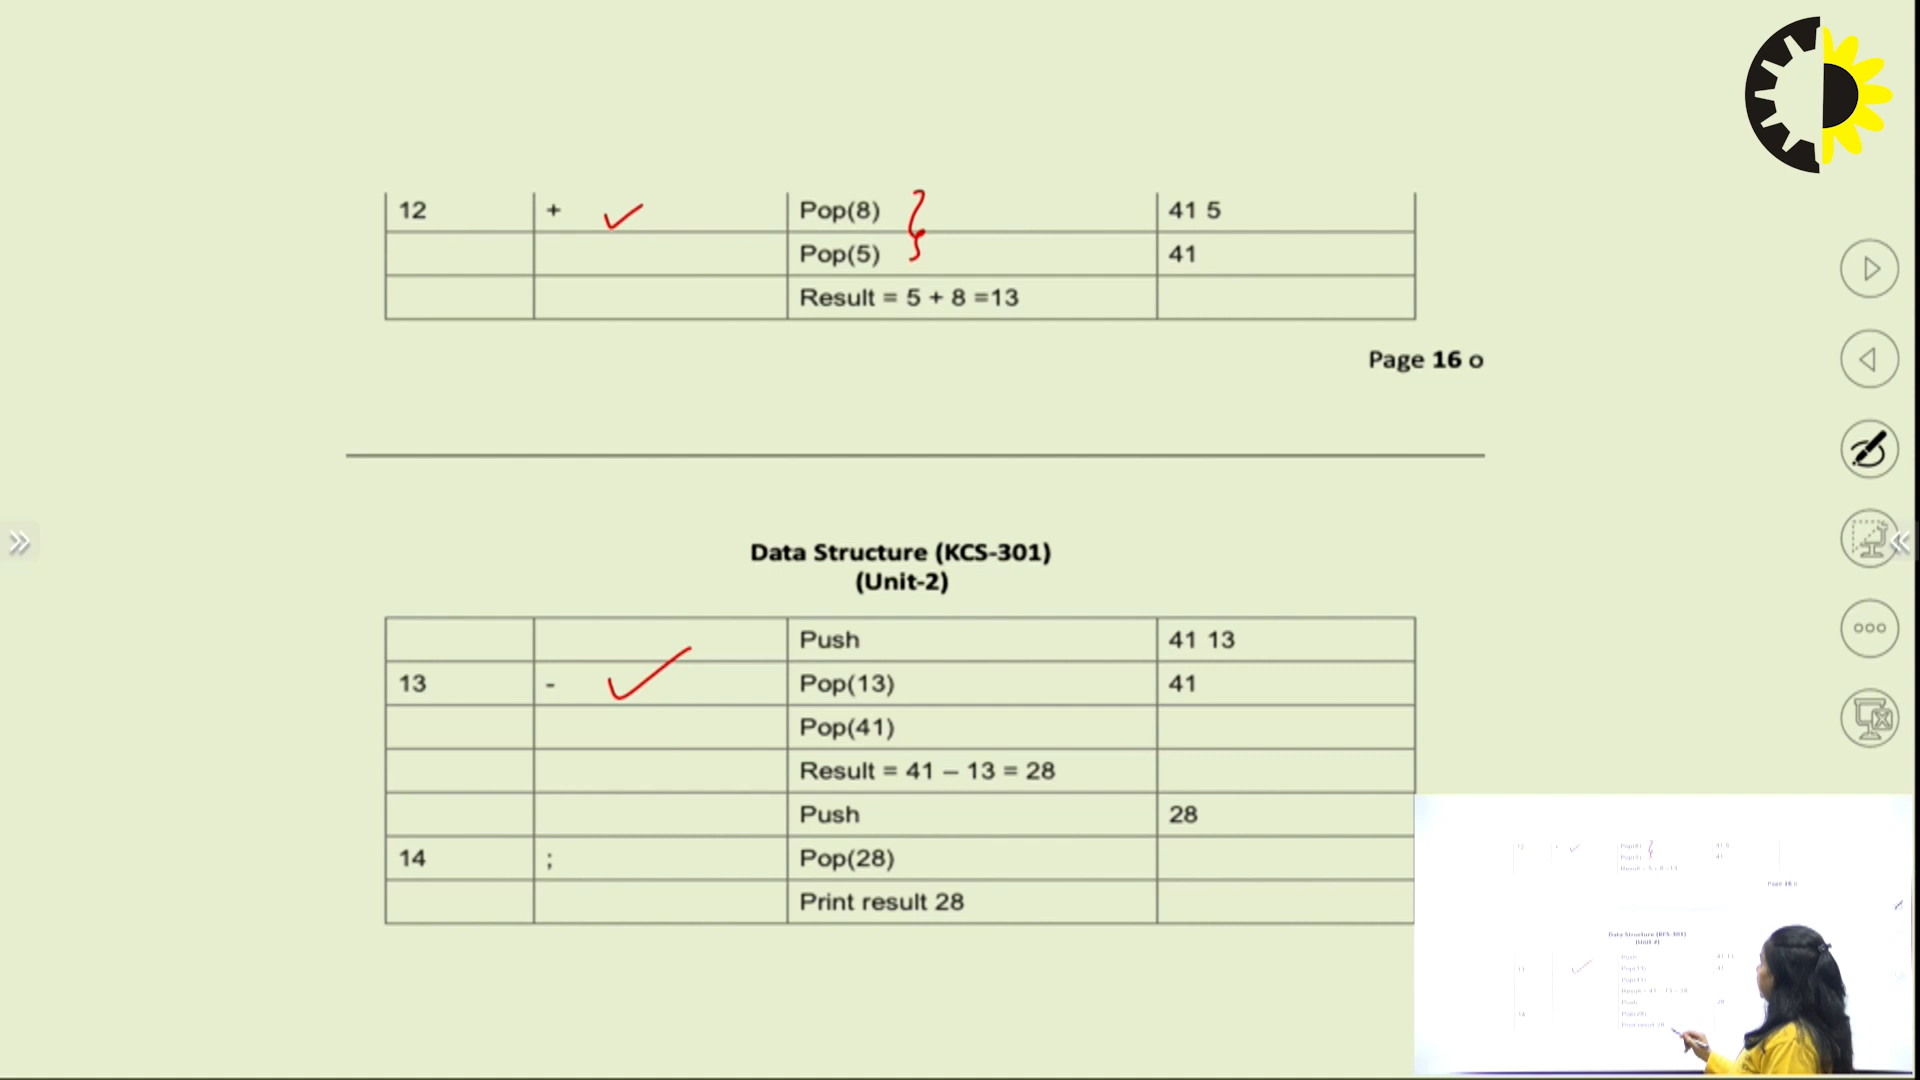 12 + Pop(8) 41 5
Pop(5) 41
Result = 5 + 8 =13
Page 16 o
Data Structure (KCS-301)
(Unit-2)
Push 41 13
13 - Pop(13) 41
Pop(41)
Result = 41 – 13 = 28
Push 28
14 ; Pop(28)
Print result 28